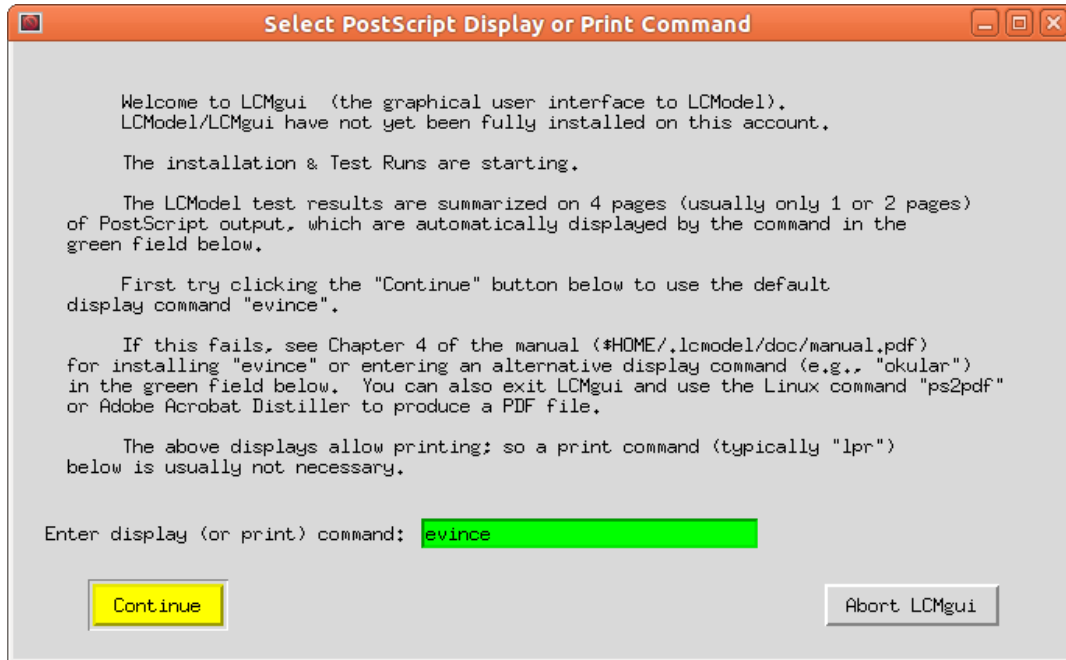 Select PostScript Display or Print Command
Welcome to LCMgui (the graphical user interface to LCModel).
LCModel/LCMgui have not yet been fully installed on this account.
The installation & Test Runs are starting.
The LCModel test results are summarized on 4 pages (usually only 1 or 2 pages)
of PostScript output, which are automatically displayed by the command in the
green field below.
First try clicking the "Continue" button below to use the default
display command "evince".
If this fails, see Chapter 4 of the manual ($HOME/.lcmodel/doc/manual.pdf)
for installing "evince" or entering an alternative display command (e.g., "okular")
in the green field below. You can also exit LCMgui and use the Linux command "ps2pdf"
or Adobe Acrobat Distiller to produce a PDF file.
The above displays allow printing; so a print command (typically "lpr")
below is usually not necessary.
Enter display (or print) command: evince
Continue
Abort LCMgui